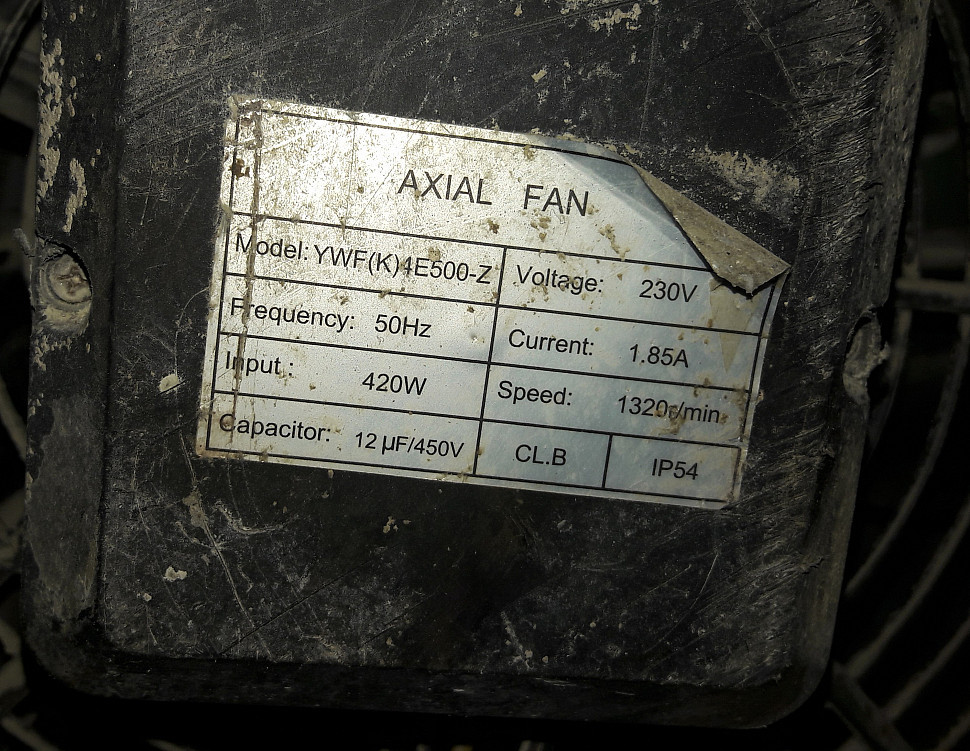 AXIAL FAN
Model: YWF(K)4E500-Z Voltage: 230V
Frequency: 50Hz Current: 1.85A
Input : 420W Speed: 1320r/min
Capacitor: 12 µF/450V CL.B IP54